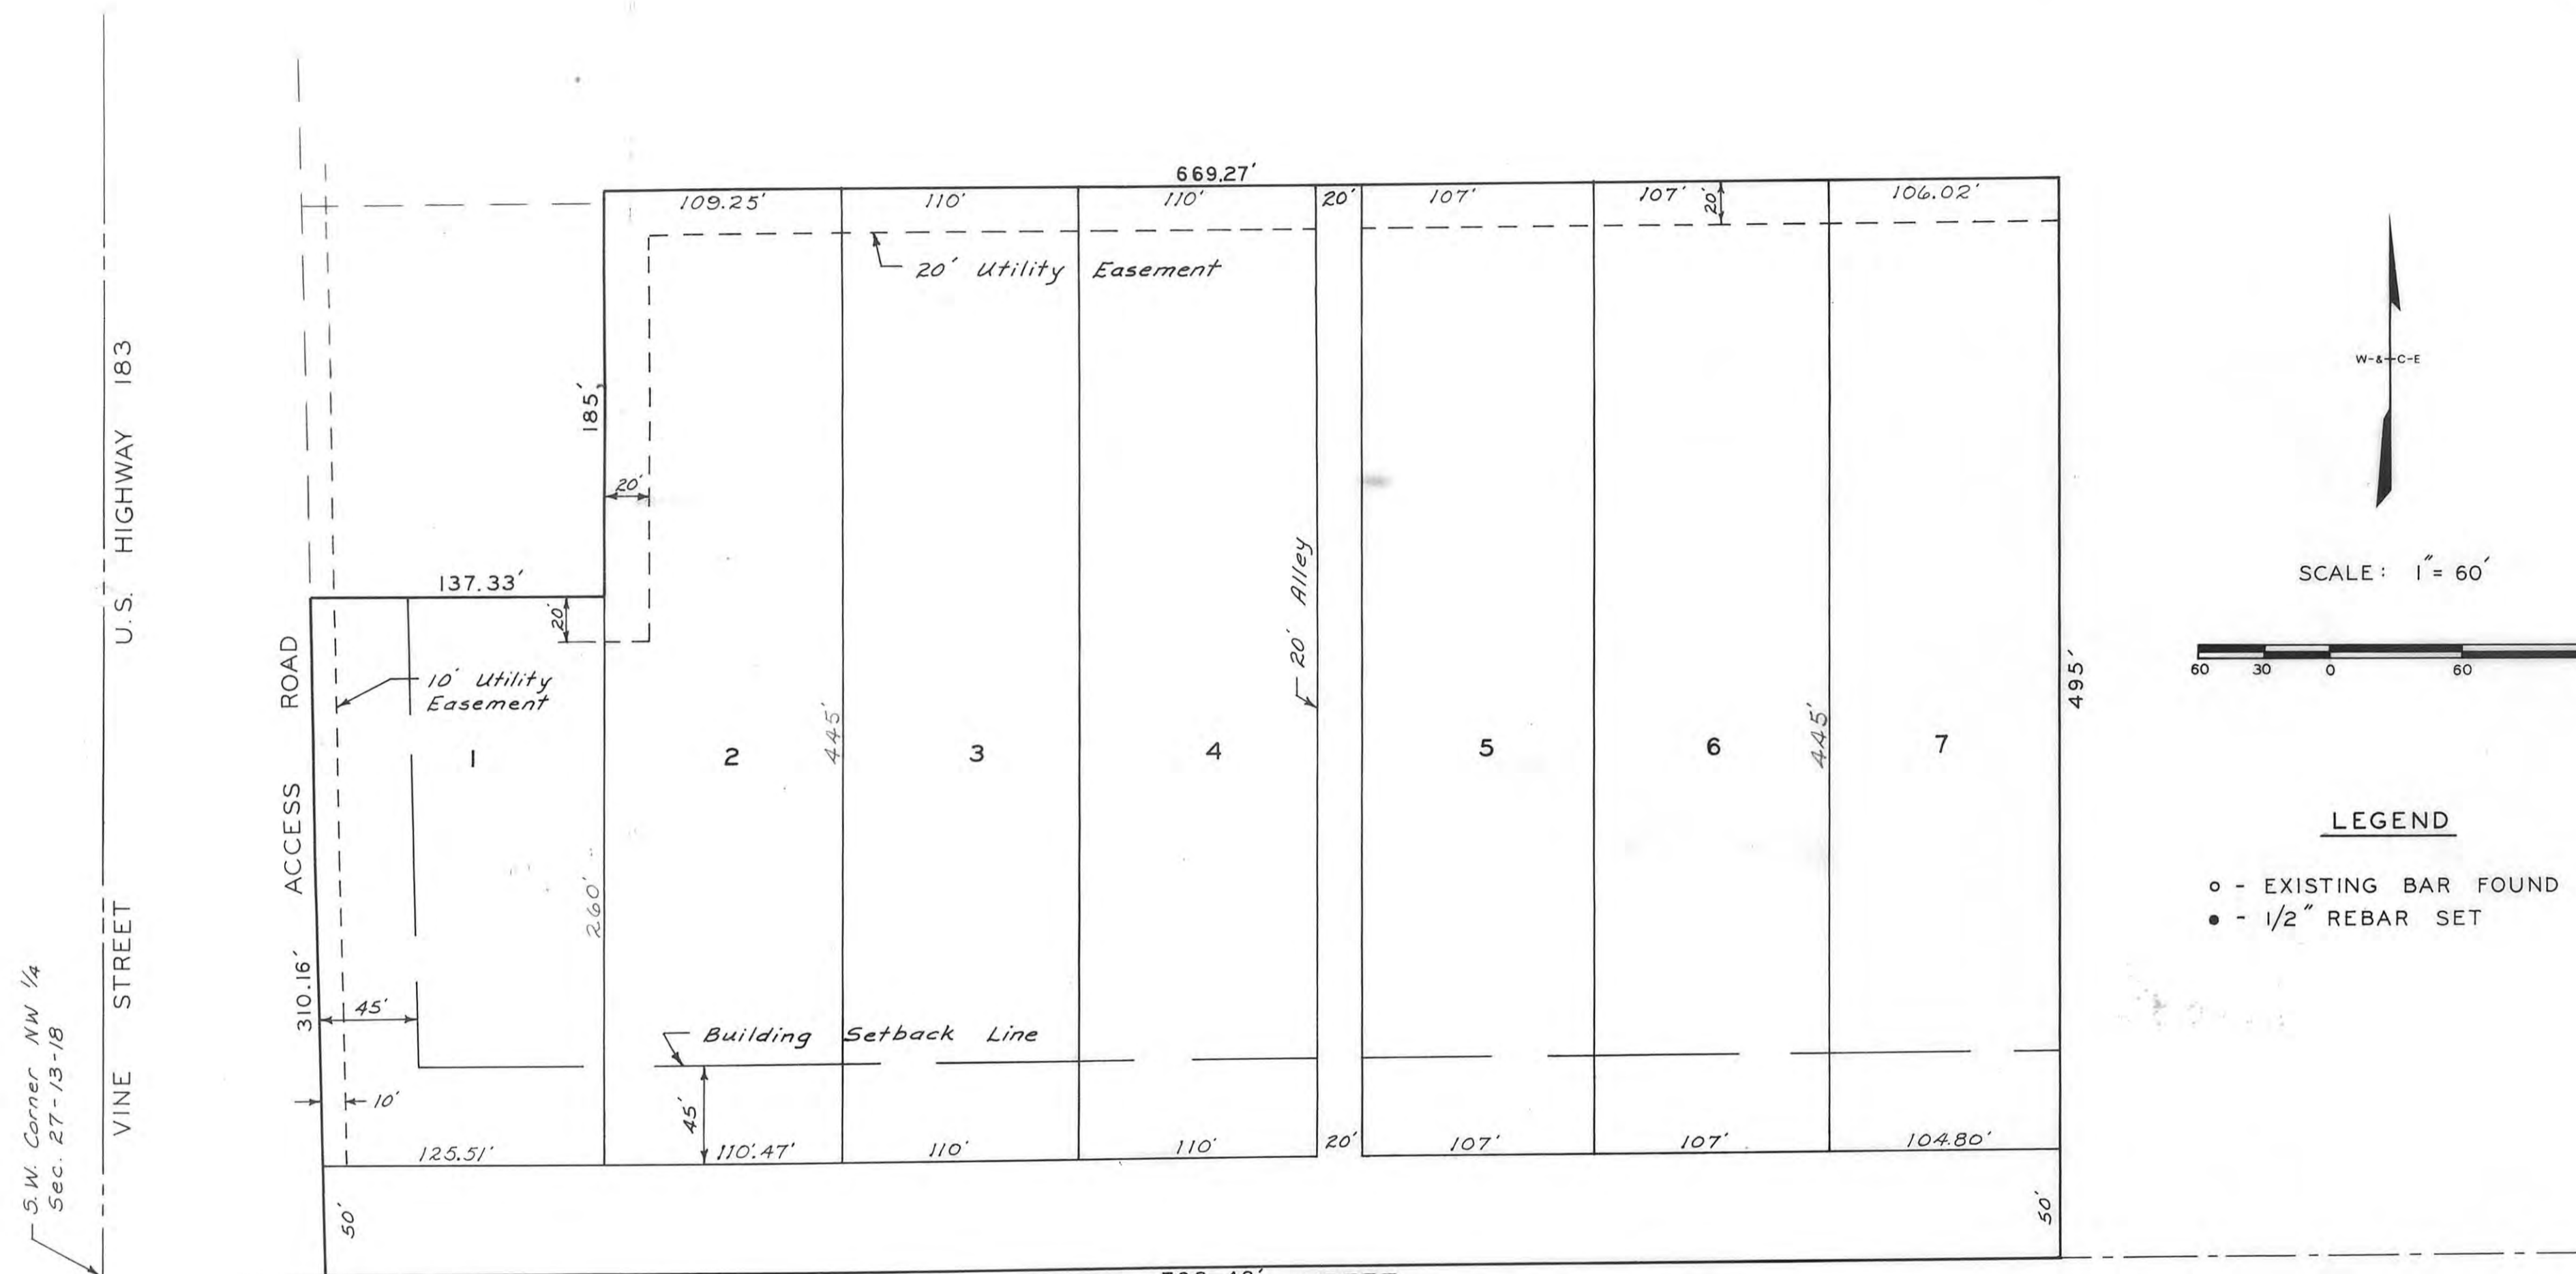 669.27'
109.25'
110'
110'
20'
107'
107'
20'
106.02'
20' Utility Easement
185'
20'
137.33'
20'
10' Utility
Easement
U.S. HIGHWAY 183
VINE STREET
ACCESS ROAD
310.16'
S.W. Corner NW 1/4
Sec. 27-13-18
1
2
3
4
5
6
7
260'
445'
20' Alley
445'
495'
45'
10'
Building Setback Line
45'
125.51'
110.47'
110'
110'
20'
107'
107'
104.80'
50'
50'
W-&-C-E
SCALE: 1" = 60'
60 30 0 60
LEGEND
o - EXISTING BAR FOUND
● - 1/2" REBAR SET